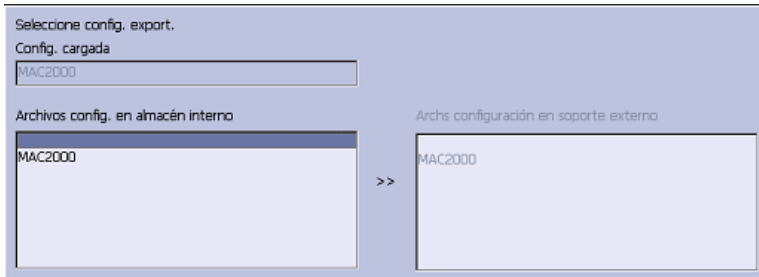 Seleccione config. export.
Config. cargada
MAC2000
Archivos config. en almacén interno
MAC2000
>>
Archs configuración en soporte externo
MAC2000